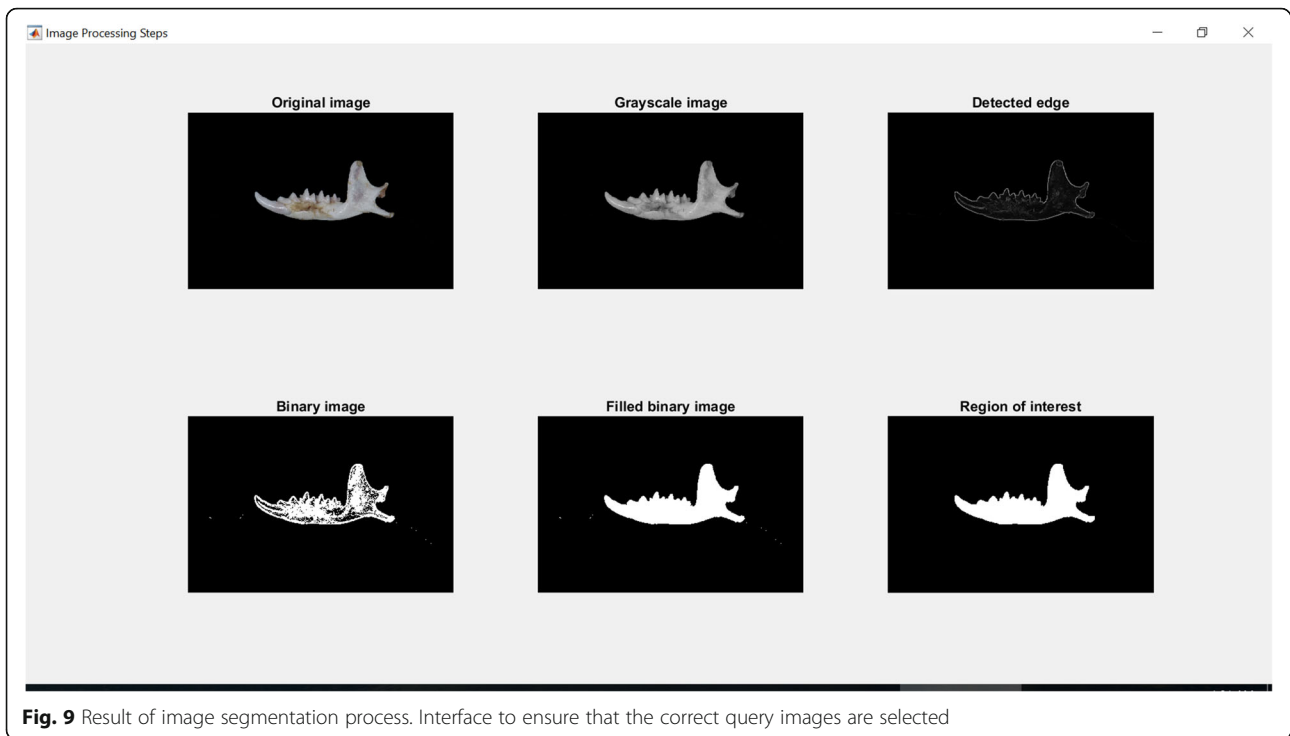 Image Processing Steps
Original image
Grayscale image
Detected edge
Binary image
Filled binary image
Region of interest
Fig. 9 Result of image segmentation process. Interface to ensure that the correct query images are selected